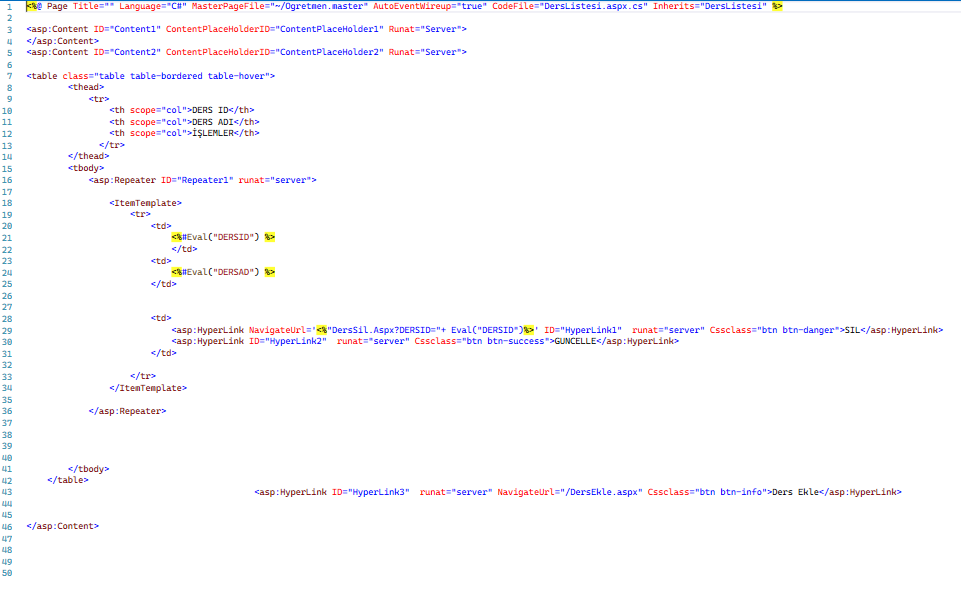 1 <%@ Page Title="" Language="C#" MasterPageFile="~/Ogretmen.master" AutoEventWireup="true" CodeFile="DersListesi.aspx.cs" Inherits="DersListesi" %>
2
3 <asp:Content ID="Content1" ContentPlaceHolderID="ContentPlaceHolder1" Runat="Server">
4 </asp:Content>
5 <asp:Content ID="Content2" ContentPlaceHolderID="ContentPlaceHolder2" Runat="Server">
6
7 <table class="table table-bordered table-hover">
8 <thead>
9 <tr>
10 <th scope="col">DERS ID</th>
11 <th scope="col">DERS ADI</th>
12 <th scope="col">İŞLEMLER</th>
13 </tr>
14 </thead>
15 <tbody>
16 <asp:Repeater ID="Repeater1" runat="server">
17
18 <ItemTemplate>
19 <tr>
20 <td>
21 <%#Eval("DERSID") %>
22 </td>
23 <td>
24 <%#Eval("DERSAD") %>
25 </td>
26
27
28 <td>
29 <asp:HyperLink NavigateUrl='<%"DersSil.Aspx?DERSID="+ Eval("DERSID")%>' ID="HyperLink1" runat="server" Cssclass="btn btn-danger">SIL</asp:HyperLink>
30 <asp:HyperLink ID="HyperLink2" runat="server" Cssclass="btn btn-success">GUNCELLE</asp:HyperLink>
31 </td>
32
33 </tr>
34 </ItemTemplate>
35
36 </asp:Repeater>
37
38
39
40
41 </tbody>
42 </table>
43 <asp:HyperLink ID="HyperLink3" runat="server" NavigateUrl="/DersEkle.aspx" Cssclass="btn btn-info">Ders Ekle</asp:HyperLink>
44
45
46 </asp:Content>
47
48
49
50